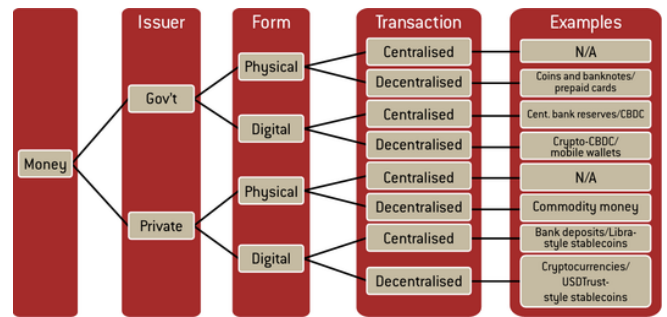 Issuer
Form
Transaction
Examples
Money
Gov't
Private
Physical
Digital
Physical
Digital
Centralised
Decentralised
Centralised
Decentralised
Centralised
Decentralised
Centralised
Decentralised
N/A
Coins and banknotes/
prepaid cards
Cent. bank reserves/CBDC
Crypto-CBDC/
mobile wallets
N/A
Commodity money
Bank deposits/Libra-
style stablecoins
Cryptocurrencies/
USDTrust-
style stablecoins